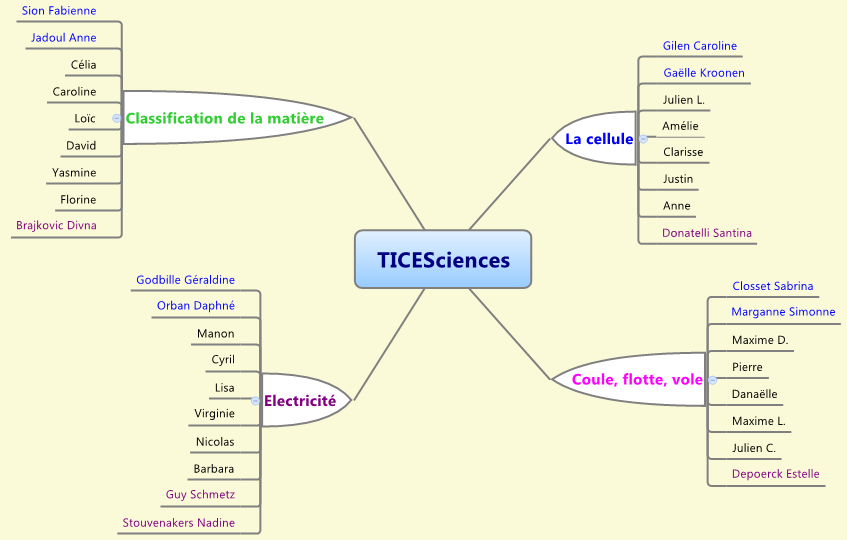 Sion Fabienne
Jadoul Anne
Célia
Caroline
Loïc
David
Yasmine
Florine
Brajkovic Divna
Classification de la matière
Gilen Caroline
Gaëlle Kroonen
Julien L.
Amélie
Clarisse
Justin
Anne
Donatelli Santina
La cellule
TICESciences
Godbille Géraldine
Orban Daphné
Manon
Cyril
Lisa
Virginie
Nicolas
Barbara
Guy Schmetz
Stouvenakers Nadine
Electricité
Closset Sabrina
Marganne Simonne
Maxime D.
Pierre
Danaëlle
Maxime L.
Julien C.
Depoerck Estelle
Coule, flotte, vole